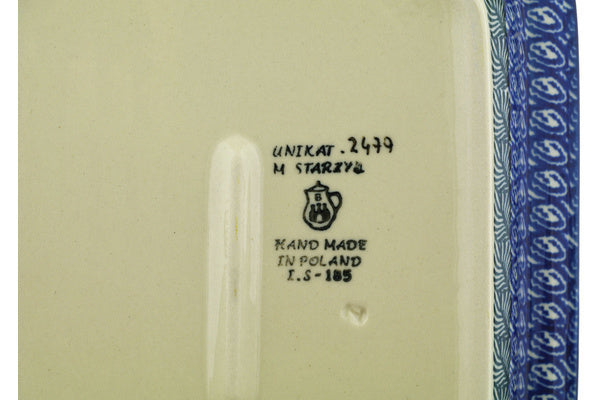 UNIKAT . 2479
M STARZYK
B
HAND MADE
IN POLAND
I.S-185